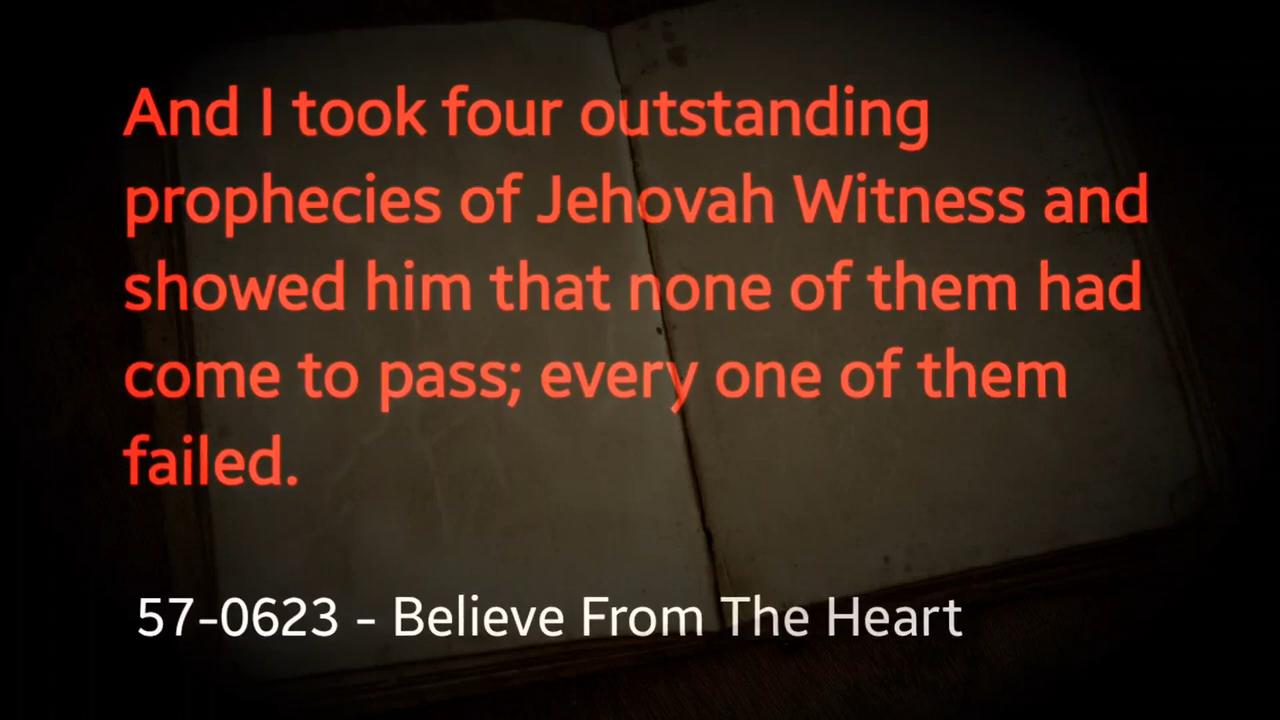 And I took four outstanding
prophecies of Jehovah Witness and
showed him that none of them had
come to pass; every one of them
failed.
57-0623 - Believe From The Heart